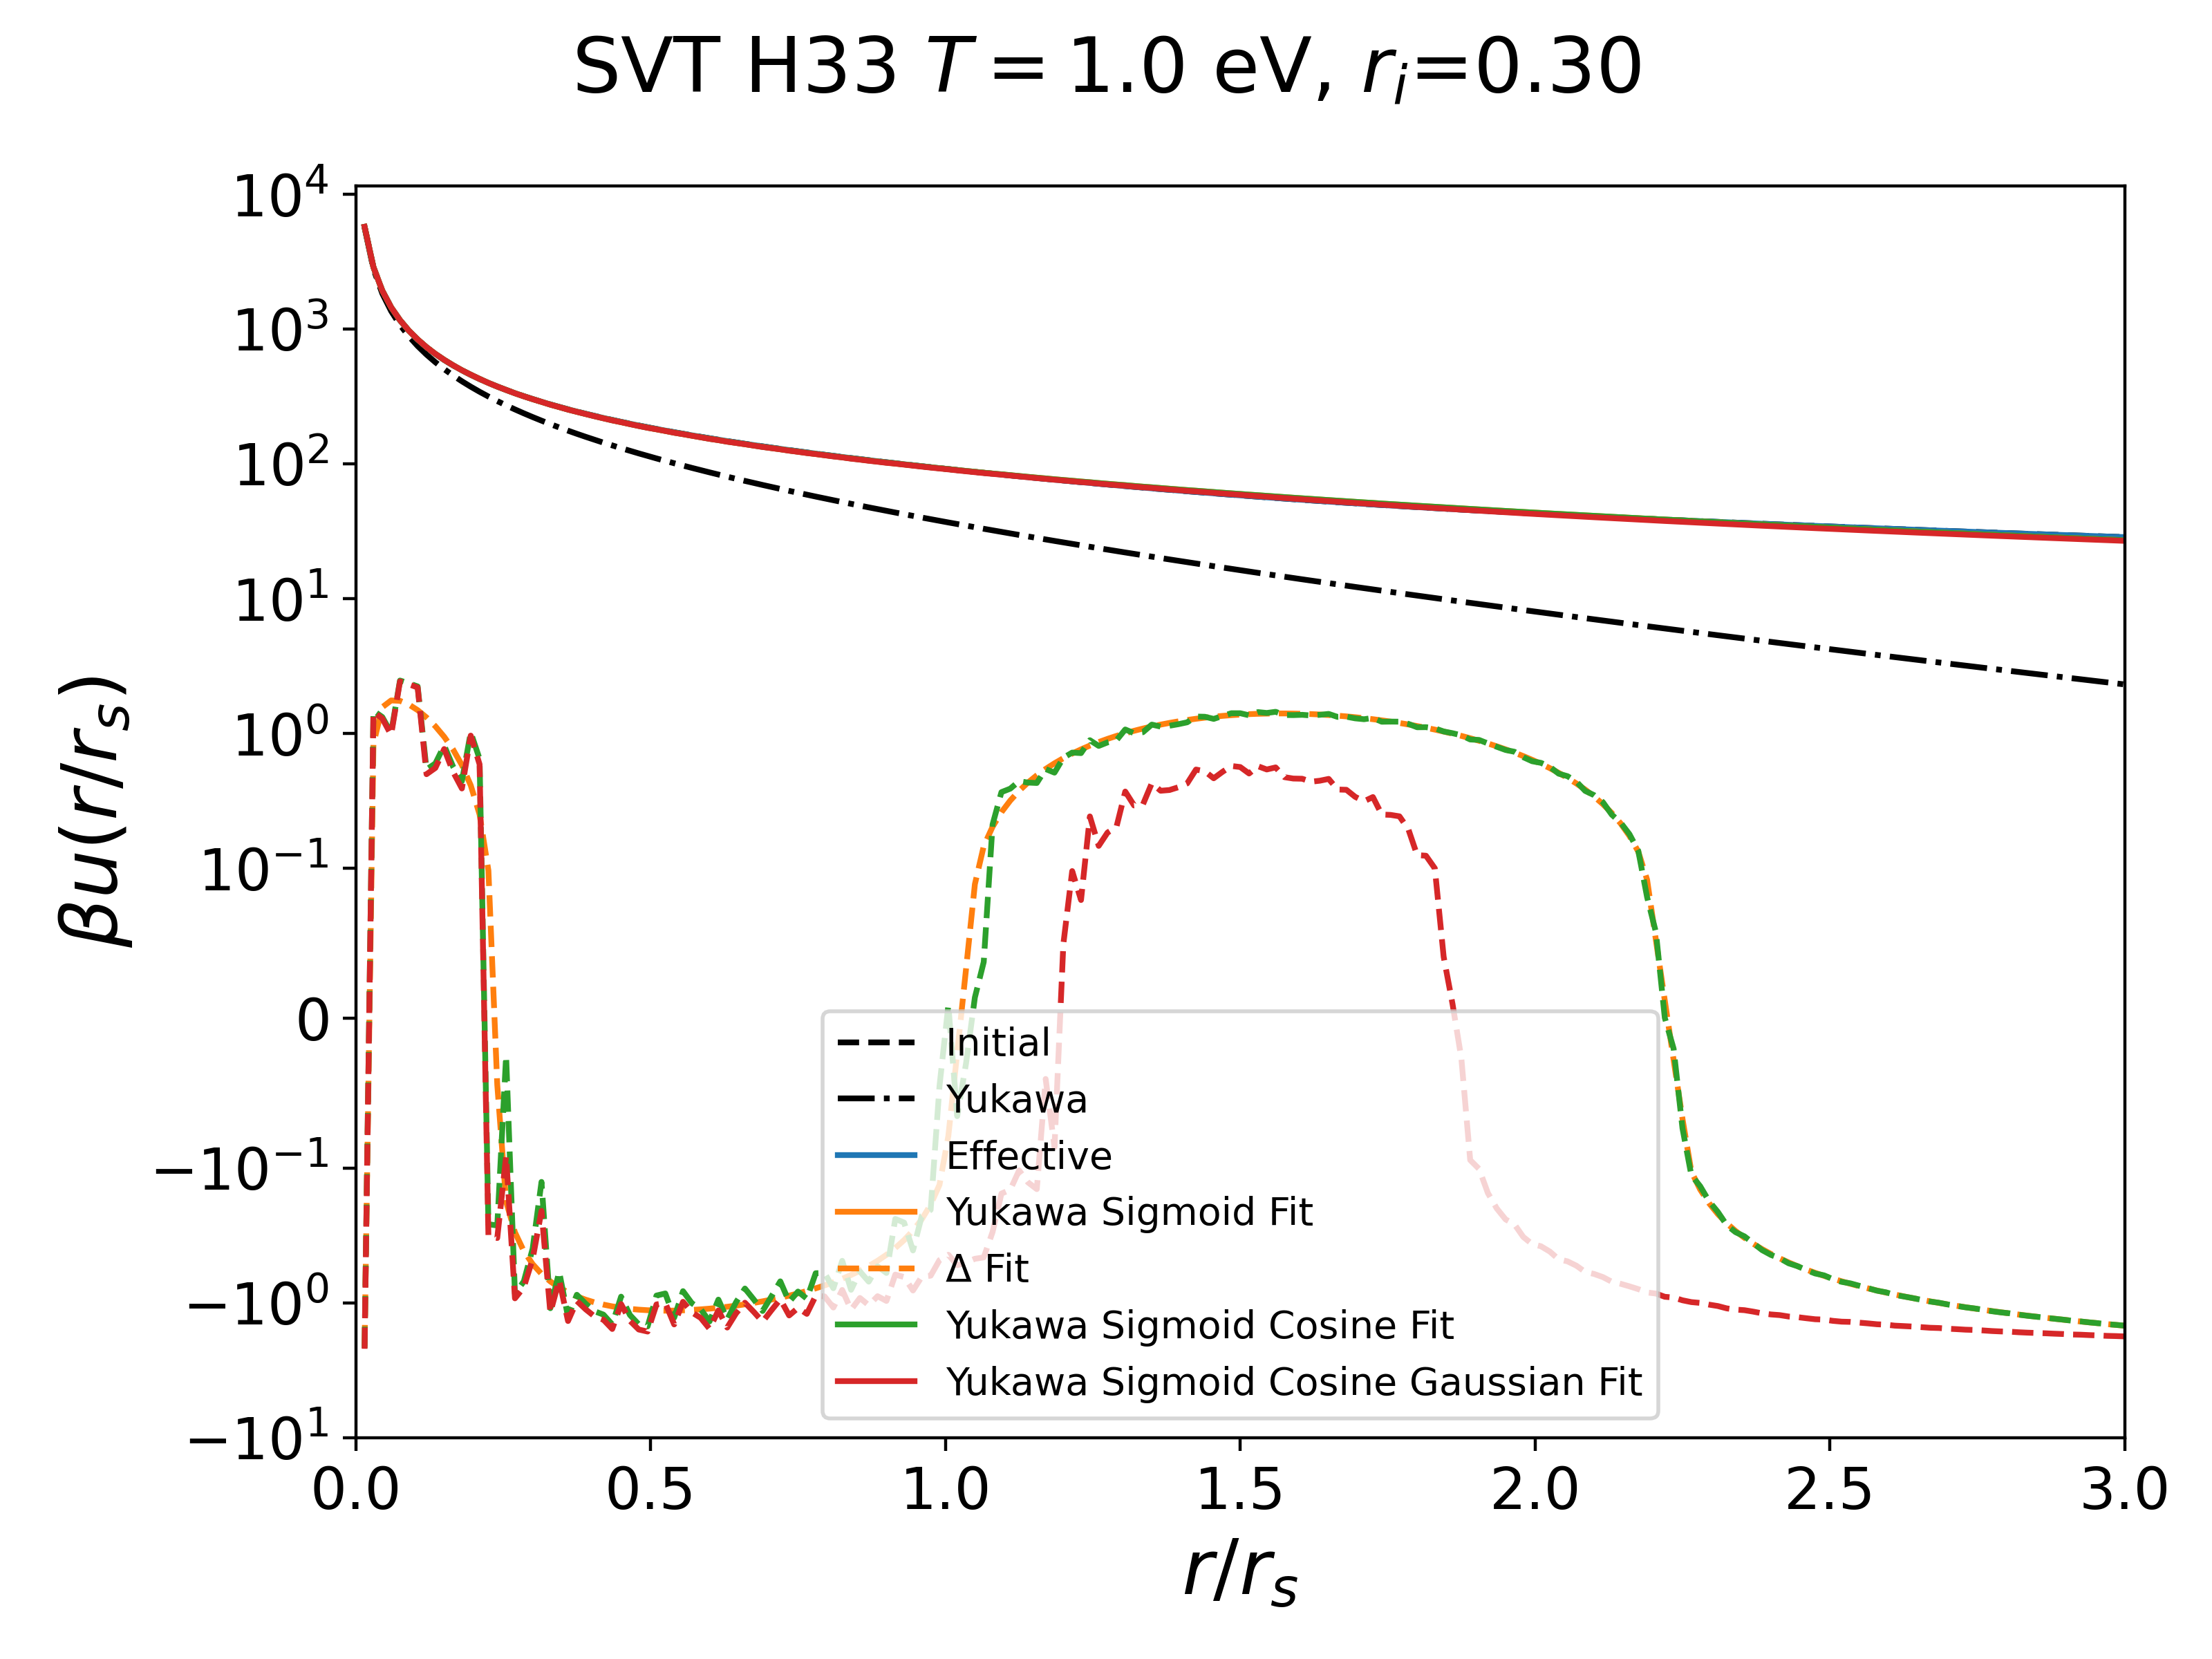 SVT H33 T = 1.0 eV, r_i=0.30
βu(r/r_s)
10^4
10^3
10^2
10^1
10^0
10^−1
0
−10^−1
−10^0
−10^1
Initial
Yukawa
Effective
Yukawa Sigmoid Fit
Δ Fit
Yukawa Sigmoid Cosine Fit
Yukawa Sigmoid Cosine Gaussian Fit
0.0 0.5 1.0 1.5 2.0 2.5 3.0
r/r_s